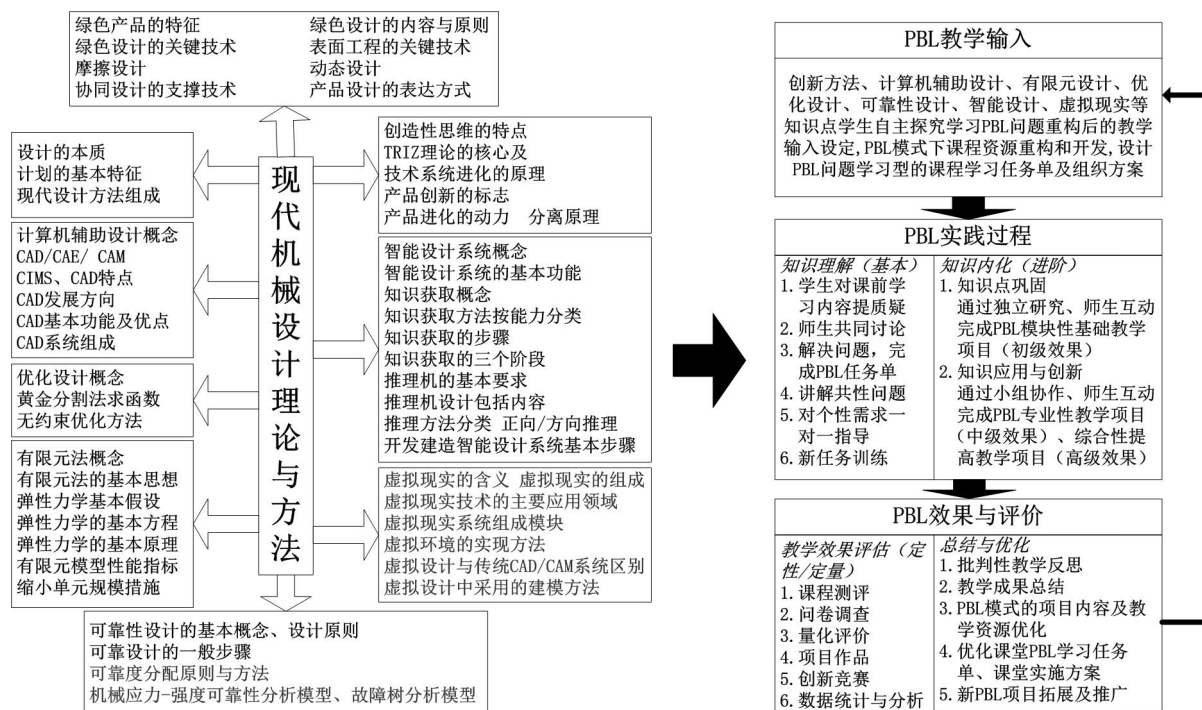 绿色产品的特征 绿色设计的内容与原则
绿色设计的关键技术 表面工程的关键技术
摩擦设计 动态设计
协同设计的支撑技术 产品设计的表达方式
设计的本质
计划的基本特征
现代设计方法组成
计算机辅助设计概念
CAD/CAE/ CAM
CIMS、CAD特点
CAD发展方向
CAD基本功能及优点
CAD系统组成
优化设计概念
黄金分割法求函数
无约束优化方法
有限元法概念
有限元法的基本思想
弹性力学基本假设
弹性力学的基本方程
弹性力学的基本原理
有限元模型性能指标
缩小单元规模措施
现代机械设计理论与方法
创造性思维的特点
TRIZ理论的核心及
技术系统进化的原理
产品创新的标志
产品进化的动力 分离原理
智能设计系统概念
智能设计系统的基本功能
知识获取概念
知识获取方法按能力分类
知识获取的步骤
知识获取的三个阶段
推理机的基本要求
推理机设计包括内容
推理方法分类 正向/方向推理
开发建造智能设计系统基本步骤
虚拟现实的含义 虚拟现实的组成
虚拟现实技术的主要应用领域
虚拟现实系统组成模块
虚拟环境的实现方法
虚拟设计与传统CAD/CAM系统区别
虚拟设计中采用的建模方法
可靠性设计的基本概念、设计原则
可靠设计的一般步骤
可靠度分配原则与方法
机械应力-强度可靠性分析模型、故障树分析模型
PBL教学输入
创新方法、计算机辅助设计、有限元设计、优
化设计、可靠性设计、智能设计、虚拟现实等
知识点学生自主探究学习PBL问题重构后的教学
输入设定,PBL模式下课程资源重构和开发,设计
PBL问题学习型的课程学习任务单及组织方案
PBL实践过程
知识理解（基本）
1. 学生对课前学
习内容提质疑
2. 师生共同讨论
3. 解决问题，完
成PBL任务单
4. 讲解共性问题
5. 对个性需求一
对一指导
6. 新任务训练
知识内化（进阶）
1. 知识点巩固
通过独立研究、师生互动
完成PBL模块性基础教学
项目（初级效果）
2. 知识应用与创新
通过小组协作、师生互动
完成PBL专业性教学项目
（中级效果）、综合性提
高教学项目（高级效果）
PBL效果与评价
教学效果评估（定
性/定量）
1. 课程测评
2. 问卷调查
3. 量化评价
4. 项目作品
5. 创新竞赛
6. 数据统计与分析
总结与优化
1. 批判性教学反思
2. 教学成果总结
3. PBL模式的项目内容及教
学资源优化
4. 优化课堂PBL学习任务
单、课堂实施方案
5. 新PBL项目拓展及推广